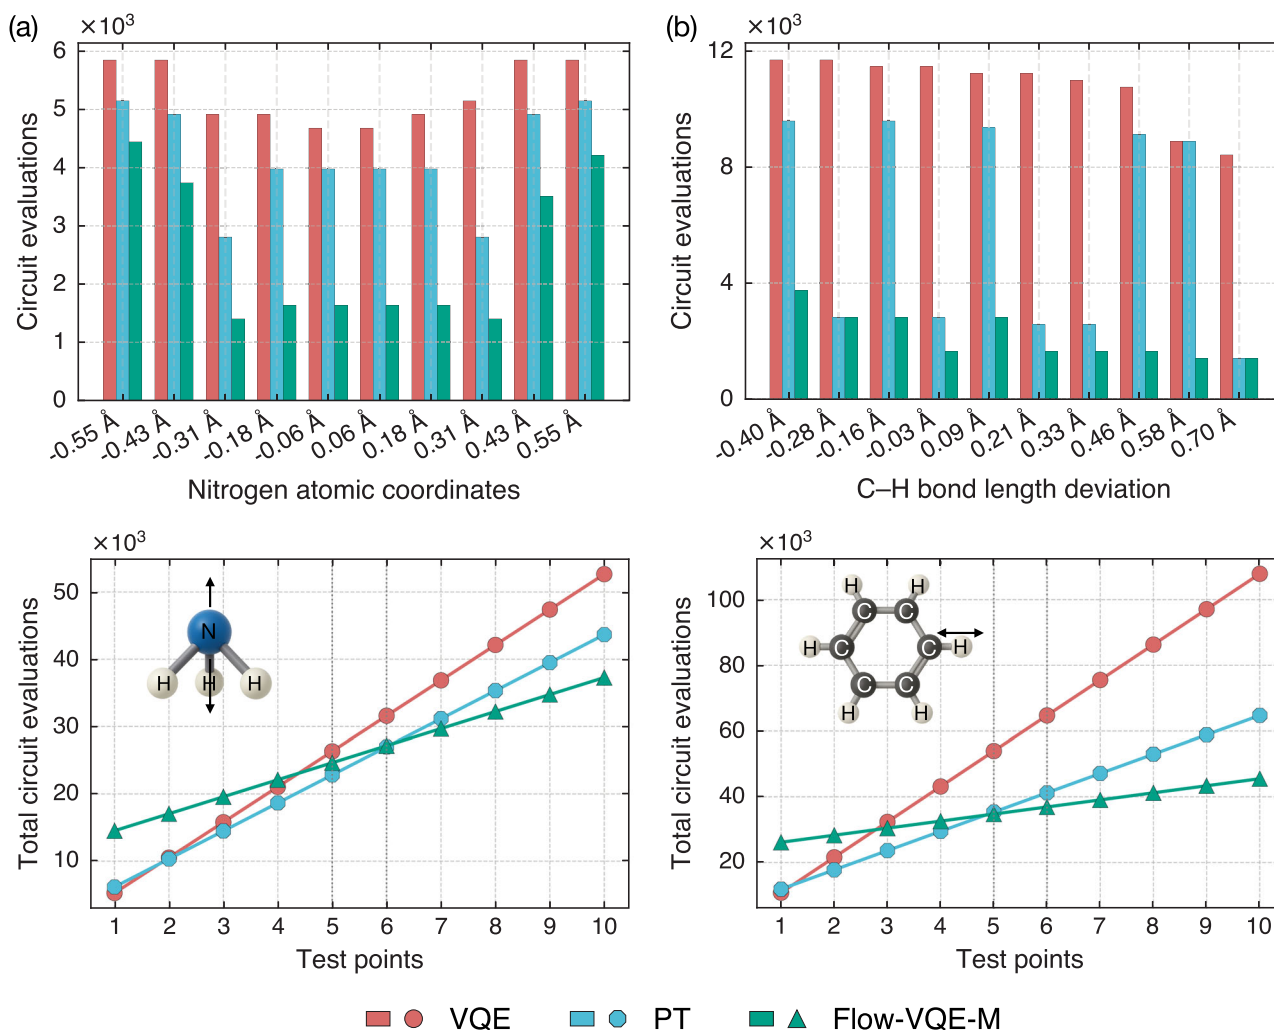 (a)
×10³
6
5
4
3
2
1
0
Circuit evaluations
-0.55 Å
-0.43 Å
-0.31 Å
-0.18 Å
-0.06 Å
0.06 Å
0.18 Å
0.31 Å
0.43 Å
0.55 Å
Nitrogen atomic coordinates
(b)
×10³
12
8
4
0
Circuit evaluations
-0.40 Å
-0.28 Å
-0.16 Å
-0.03 Å
0.09 Å
0.21 Å
0.33 Å
0.46 Å
0.58 Å
0.70 Å
C–H bond length deviation
×10³
50
40
30
20
10
Total circuit evaluations
N
H H H
1 2 3 4 5 6 7 8 9 10
Test points
×10³
100
80
60
40
20
Total circuit evaluations
H H
C C
H C C H
C C
H H
1 2 3 4 5 6 7 8 9 10
Test points
VQE PT Flow-VQE-M